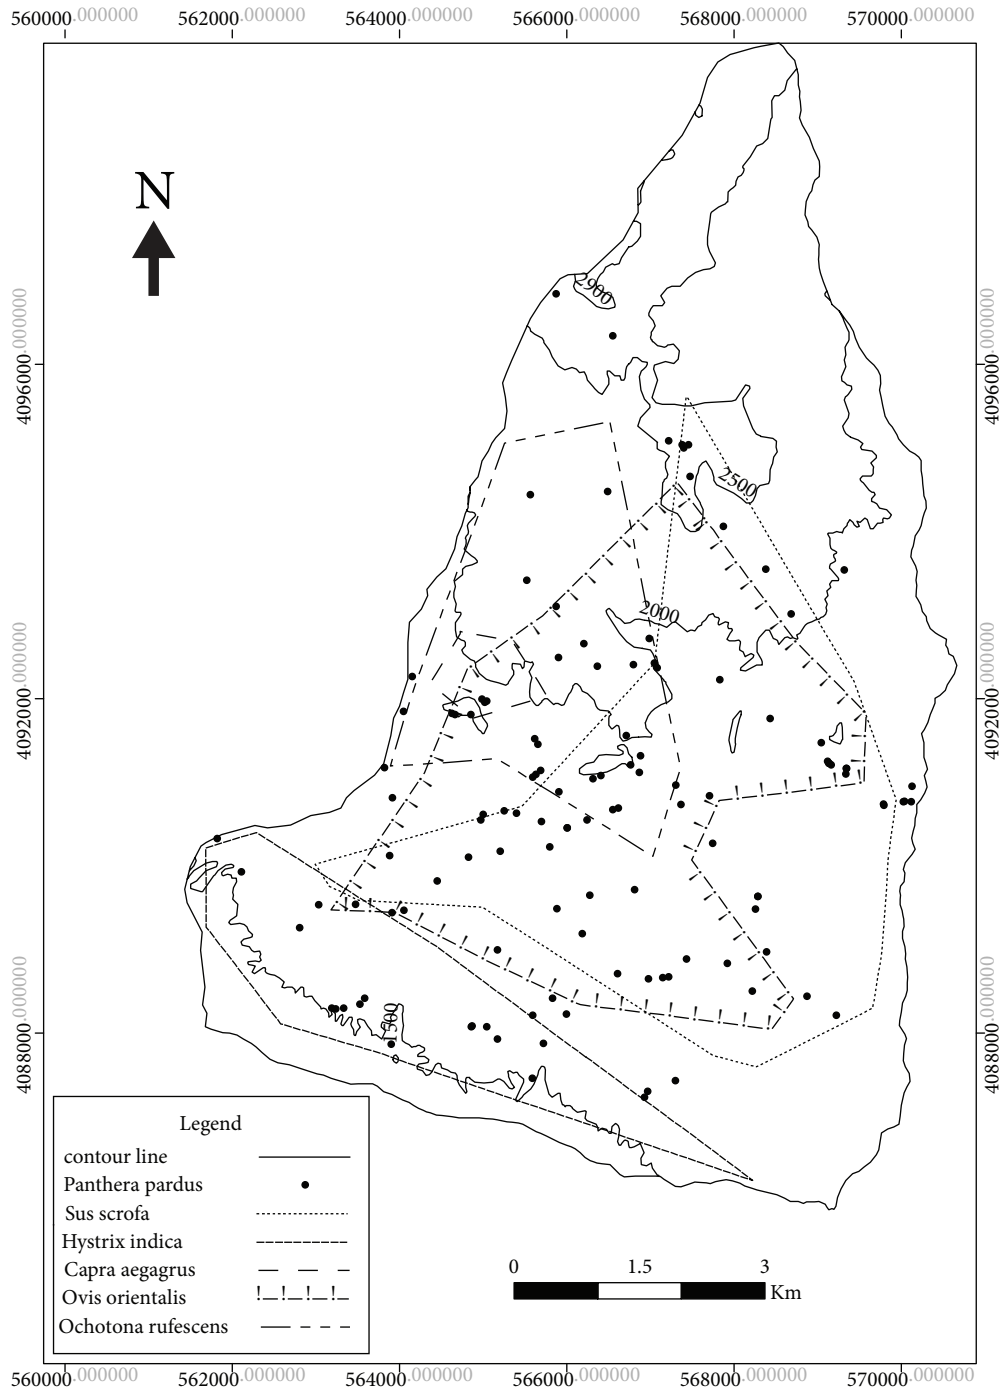 560000.000000 562000.000000 564000.000000 566000.000000 568000.000000 570000.000000
N
2900
4096000.000000
4096000.000000
2500
2000
4092000.000000
4092000.000000
4088000.000000
4088000.000000
1500
Legend
contour line
Panthera pardus
Sus scrofa
Hystrix indica
Capra aegagrus
Ovis orientalis
Ochotona rufescens
0 1.5 3
Km
560000.000000 562000.000000 564000.000000 566000.000000 568000.000000 570000.000000